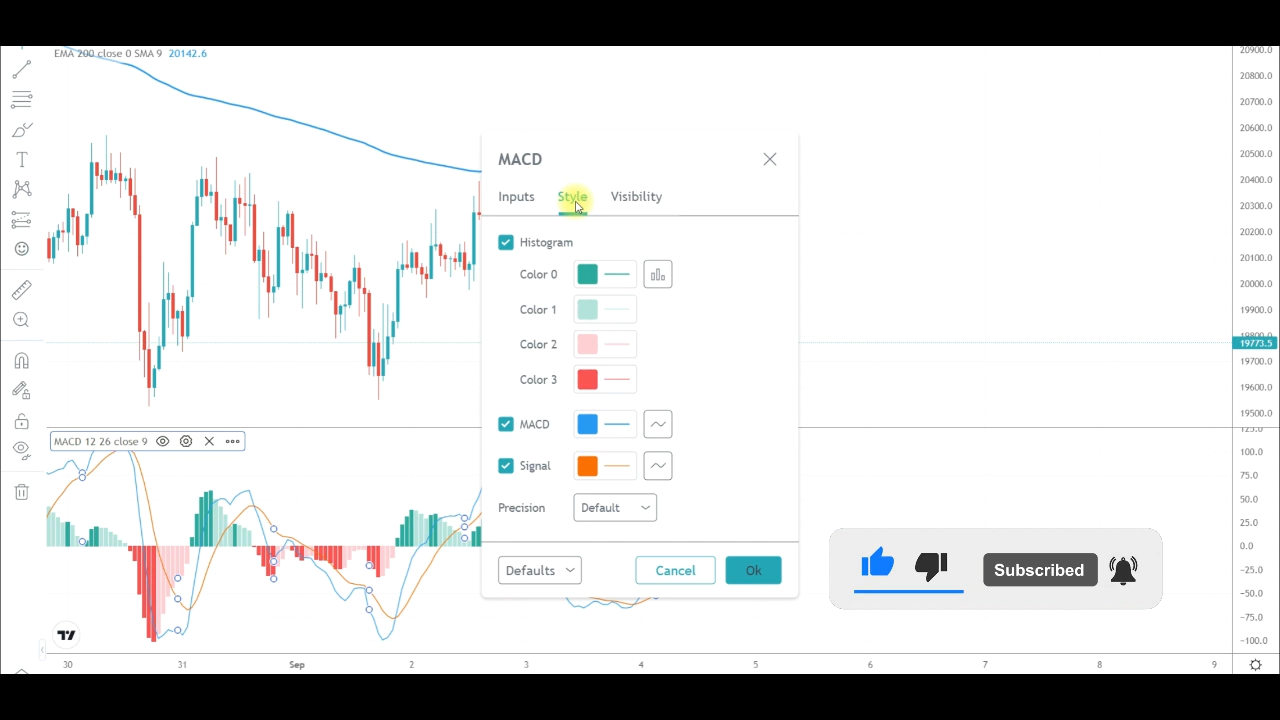 EMA 200 close 0 SMA 9 20142.6
20900.0
20800.0
20700.0
20600.0
20500.0
20400.0
20300.0
20200.0
20100.0
20000.0
19900.0
19800.0
19773.5
19700.0
19600.0
19500.0
MACD
Inputs Style Visibility
Histogram
Color 0
Color 1
Color 2
Color 3
MACD
Signal
Precision Default
Defaults Cancel Ok
MACD 12 26 close 9
125.0
100.0
75.0
50.0
25.0
0.0
−25.0
−50.0
−75.0
−100.0
Subscribed
30 31 Sep 2 3 4 5 6 7 8 9